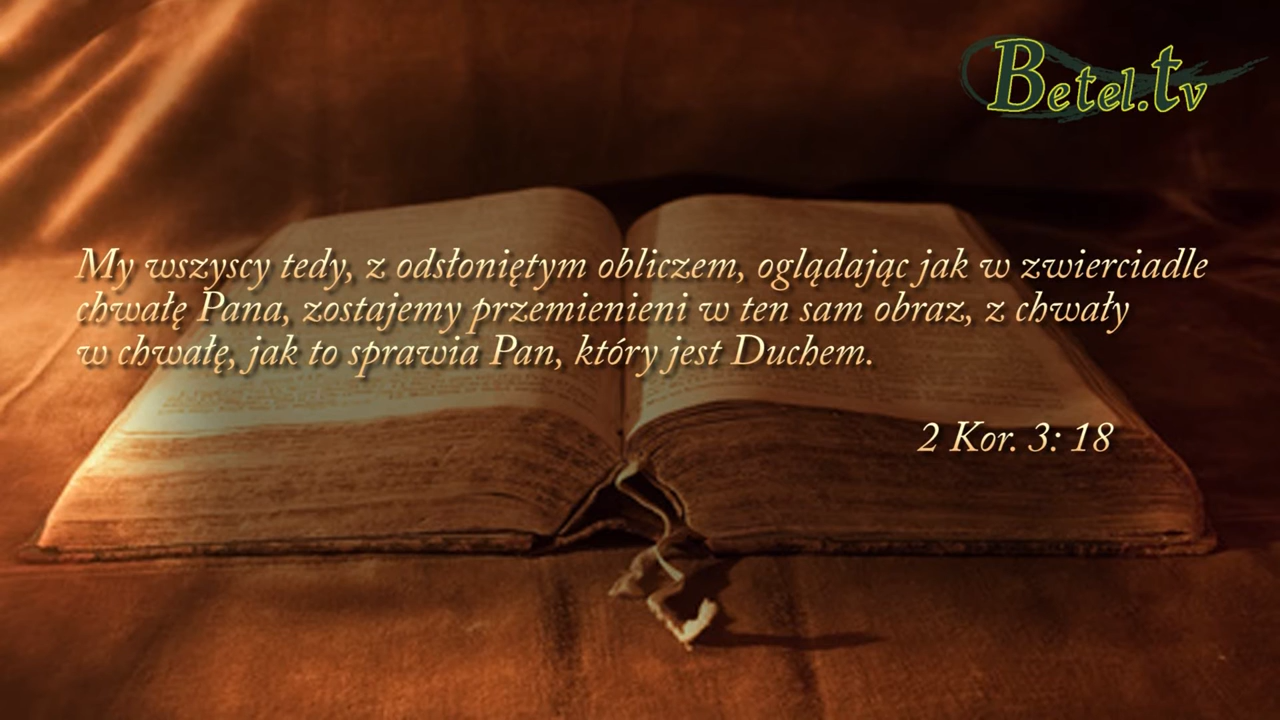 Betel.tv
My wszyscy tedy, z odsłoniętym obliczem, oglądając jak w zwierciadle
chwałę Pana, zostajemy przemienieni w ten sam obraz, z chwały
w chwałę, jak to sprawia Pan, który jest Duchem.
2 Kor. 3: 18